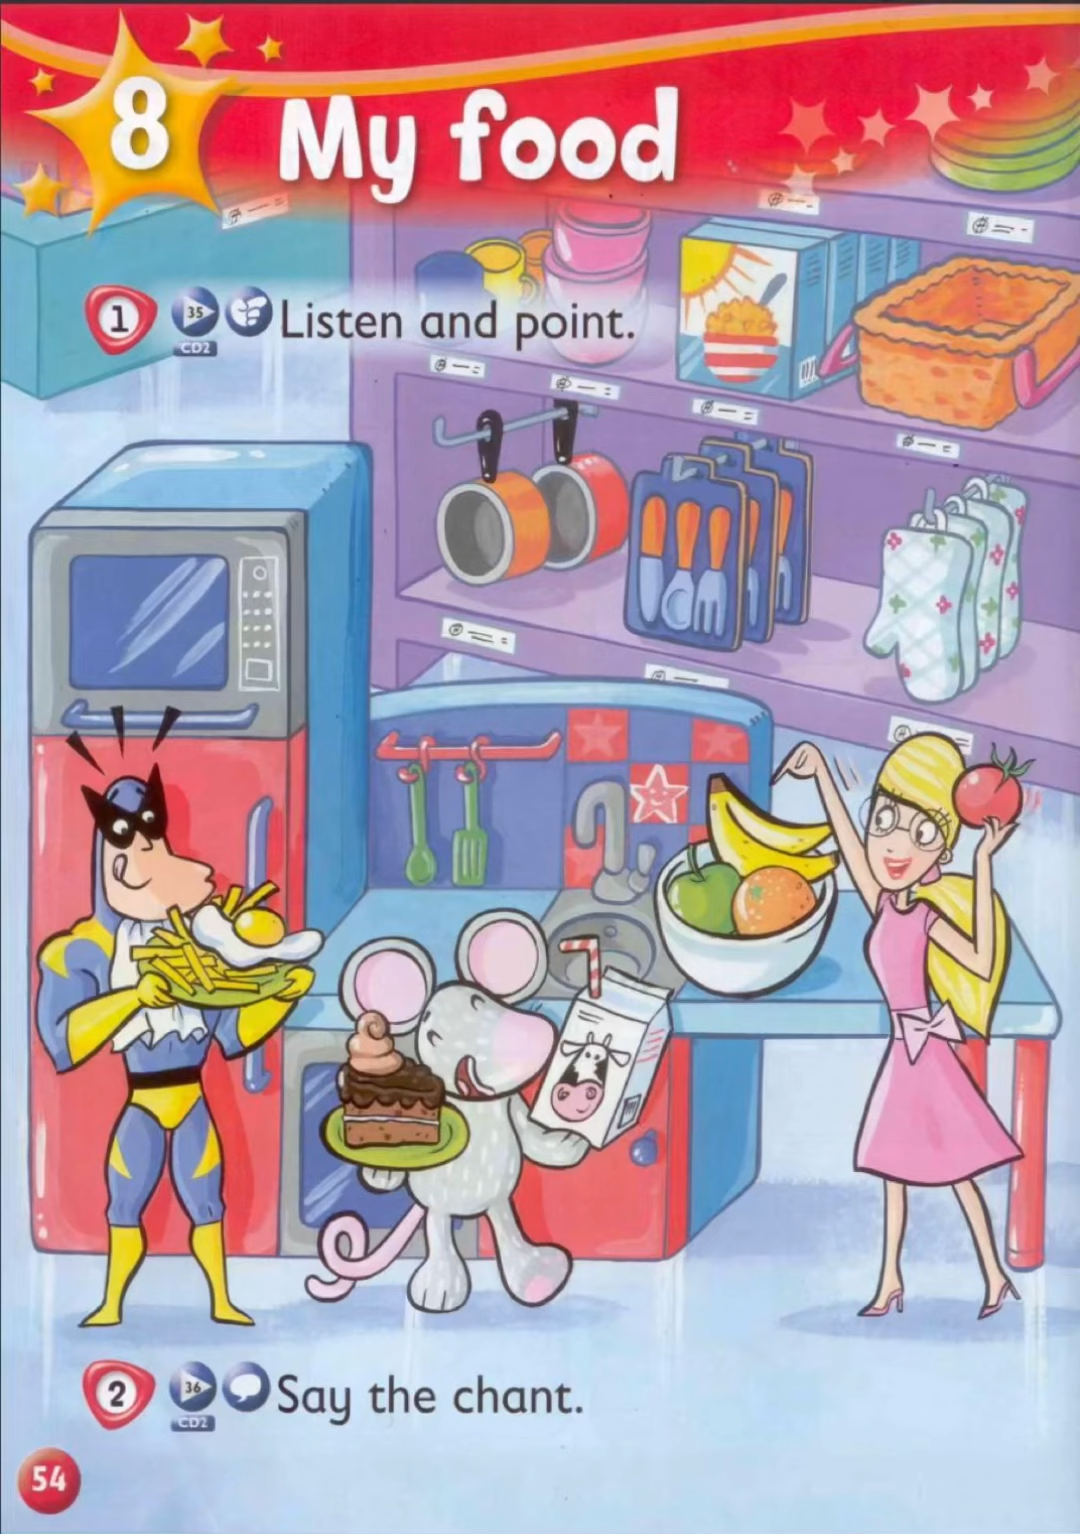 8 My food
1 35 Listen and point.
CD2
2 36 Say the chant.
CD2
54